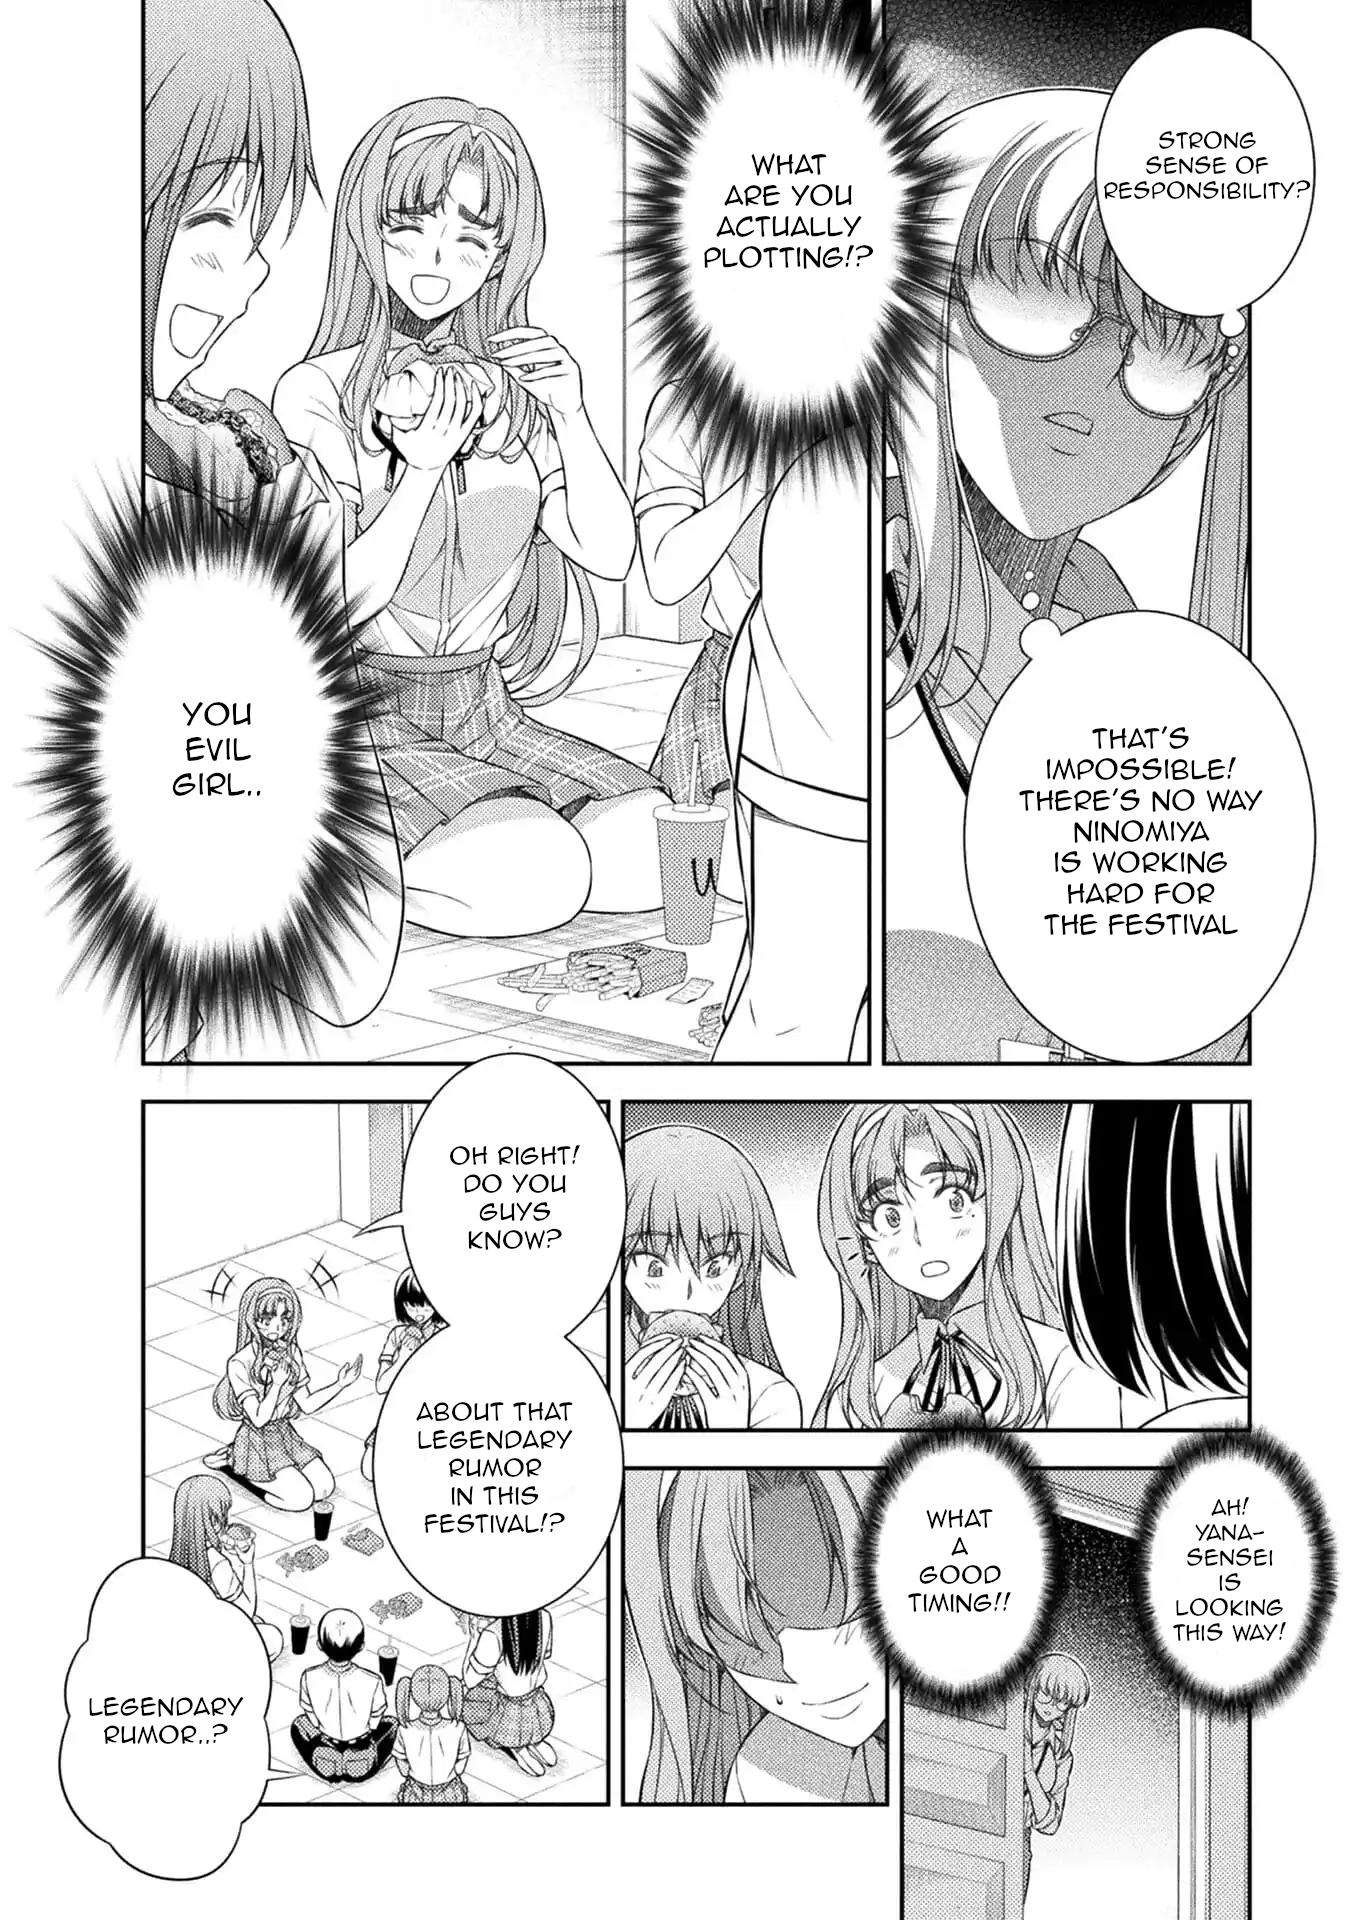 STRONG
SENSE OF
RESPONSIBILITY?
THAT'S
IMPOSSIBLE!
THERE'S NO WAY
NINOMIYA
IS WORKING
HARD FOR
THE FESTIVAL
WHAT
ARE YOU
ACTUALLY
PLOTTING!?
YOU
EVIL
GIRL..
AH!
YANA-
SENSEI
IS
LOOKING
THIS WAY!
WHAT
A
GOOD
TIMING!!
OH RIGHT!
DO YOU
GUYS
KNOW?
ABOUT THAT
LEGENDARY
RUMOR
IN THIS
FESTIVAL!?
LEGENDARY
RUMOR..?